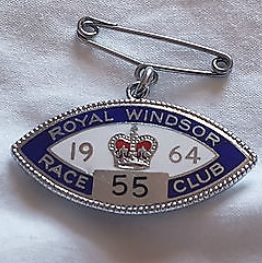 ROYAL WINDSOR
19 64
RACE CLUB
55